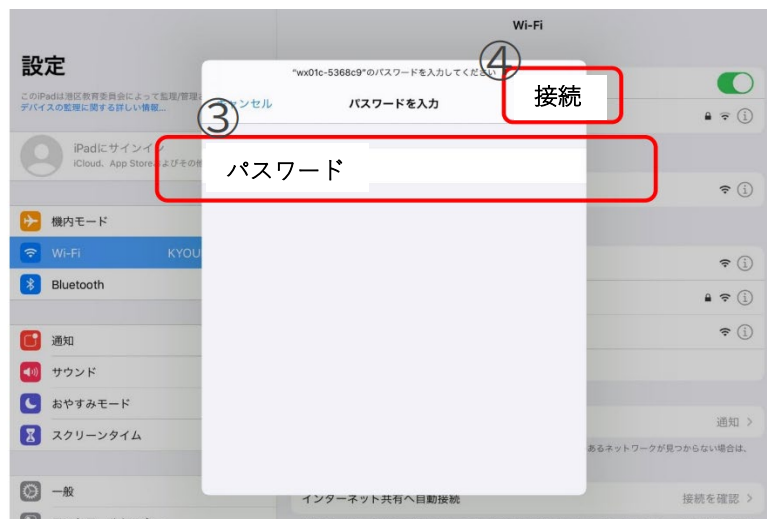 Wi-Fi
設定
このiPadは港区教育委員会によって監理/管理
デバイスの監理に関する詳しい情報...
iPadにサインイン
iCloud、App Storeおよびその他
機内モード
Wi-Fi KYOU
Bluetooth
通知
サウンド
おやすみモード
スクリーンタイム
一般
"wx01c-5368c9"のパスワードを入力してください
④
接続
キャンセル
パスワードを入力
③
パスワード
通知
あるネットワークが見つからない場合は、
インターネット共有へ自動接続
接続を確認